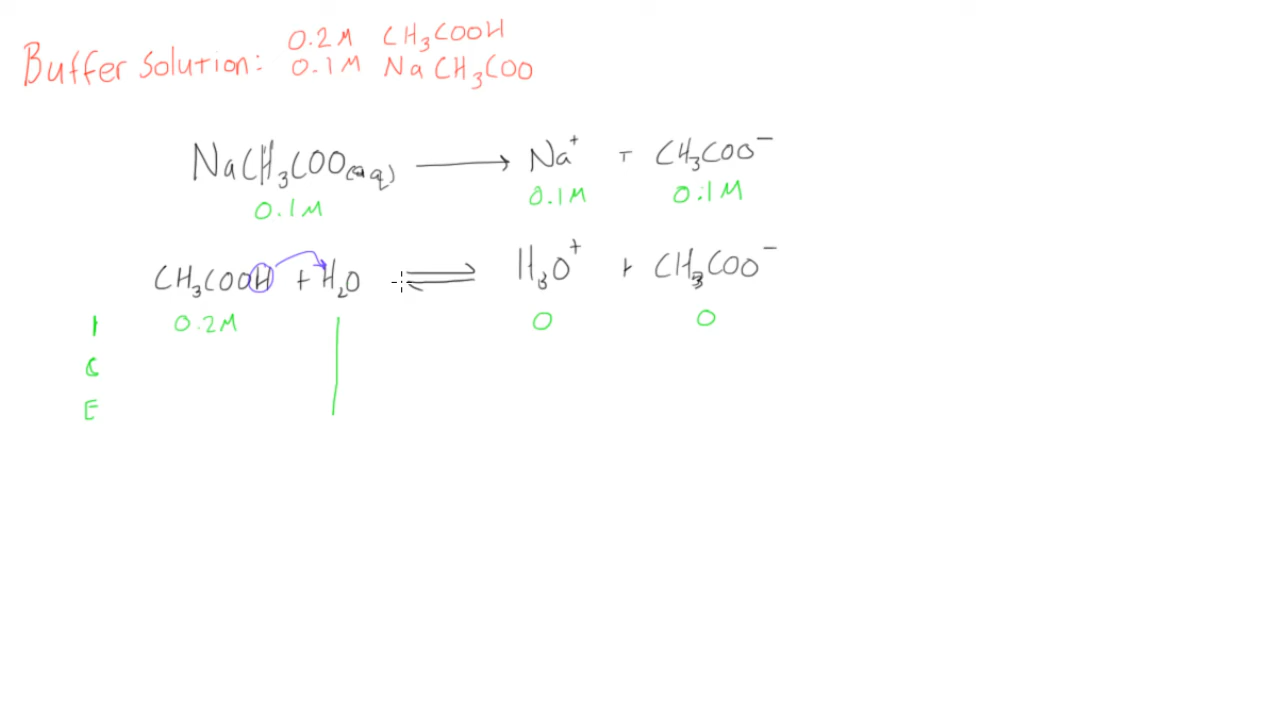 Buffer solution: 0.2M CH₃COOH
0.1M NaCH₃COO
NaCH₃COO(aq) ⟶ Na⁺ + CH₃COO⁻
0.1M 0.1M 0.1M
CH₃COOH + H₂O ⇌ H₃O⁺ + CH₃COO⁻
I 0.2M 0 0
C
E